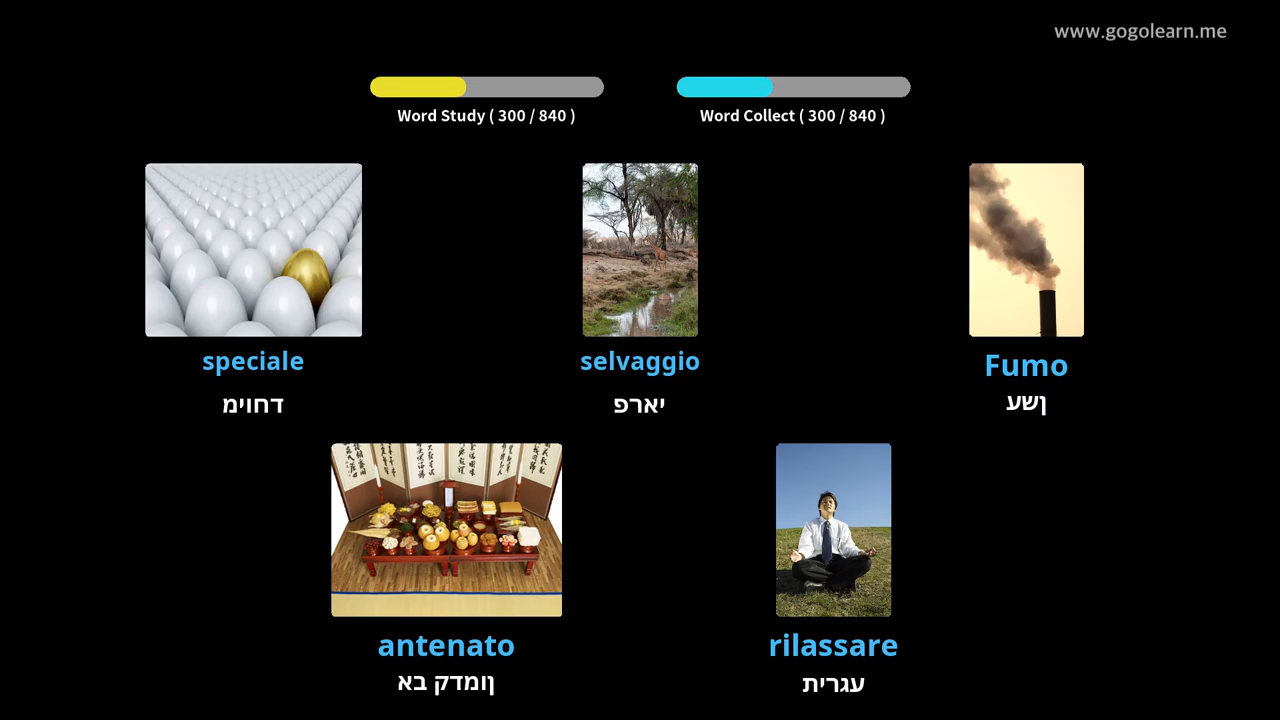 www.gogolearn.me
Word Study ( 300 / 840 )
Word Collect ( 300 / 840 )
speciale
דחוימ
selvaggio
יארפ
Fumo
ןשע
antenato
ןומדק בא
rilassare
עגרית